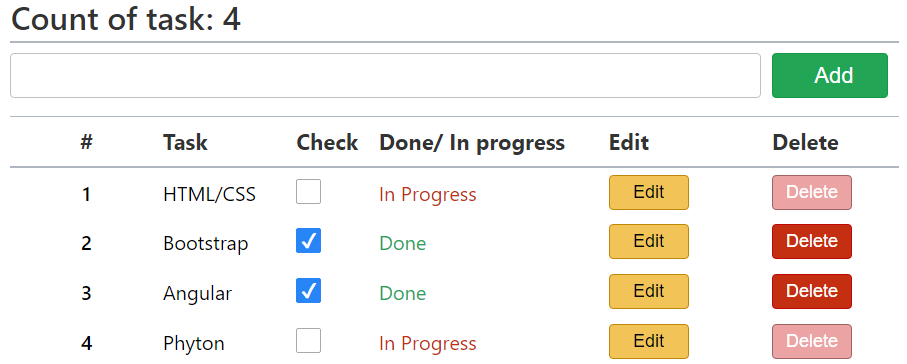 Count of task: 4
Add
# Task Check Done/ In progress Edit Delete
1 HTML/CSS In Progress Edit Delete
2 Bootstrap Done Edit Delete
3 Angular Done Edit Delete
4 Phyton In Progress Edit Delete